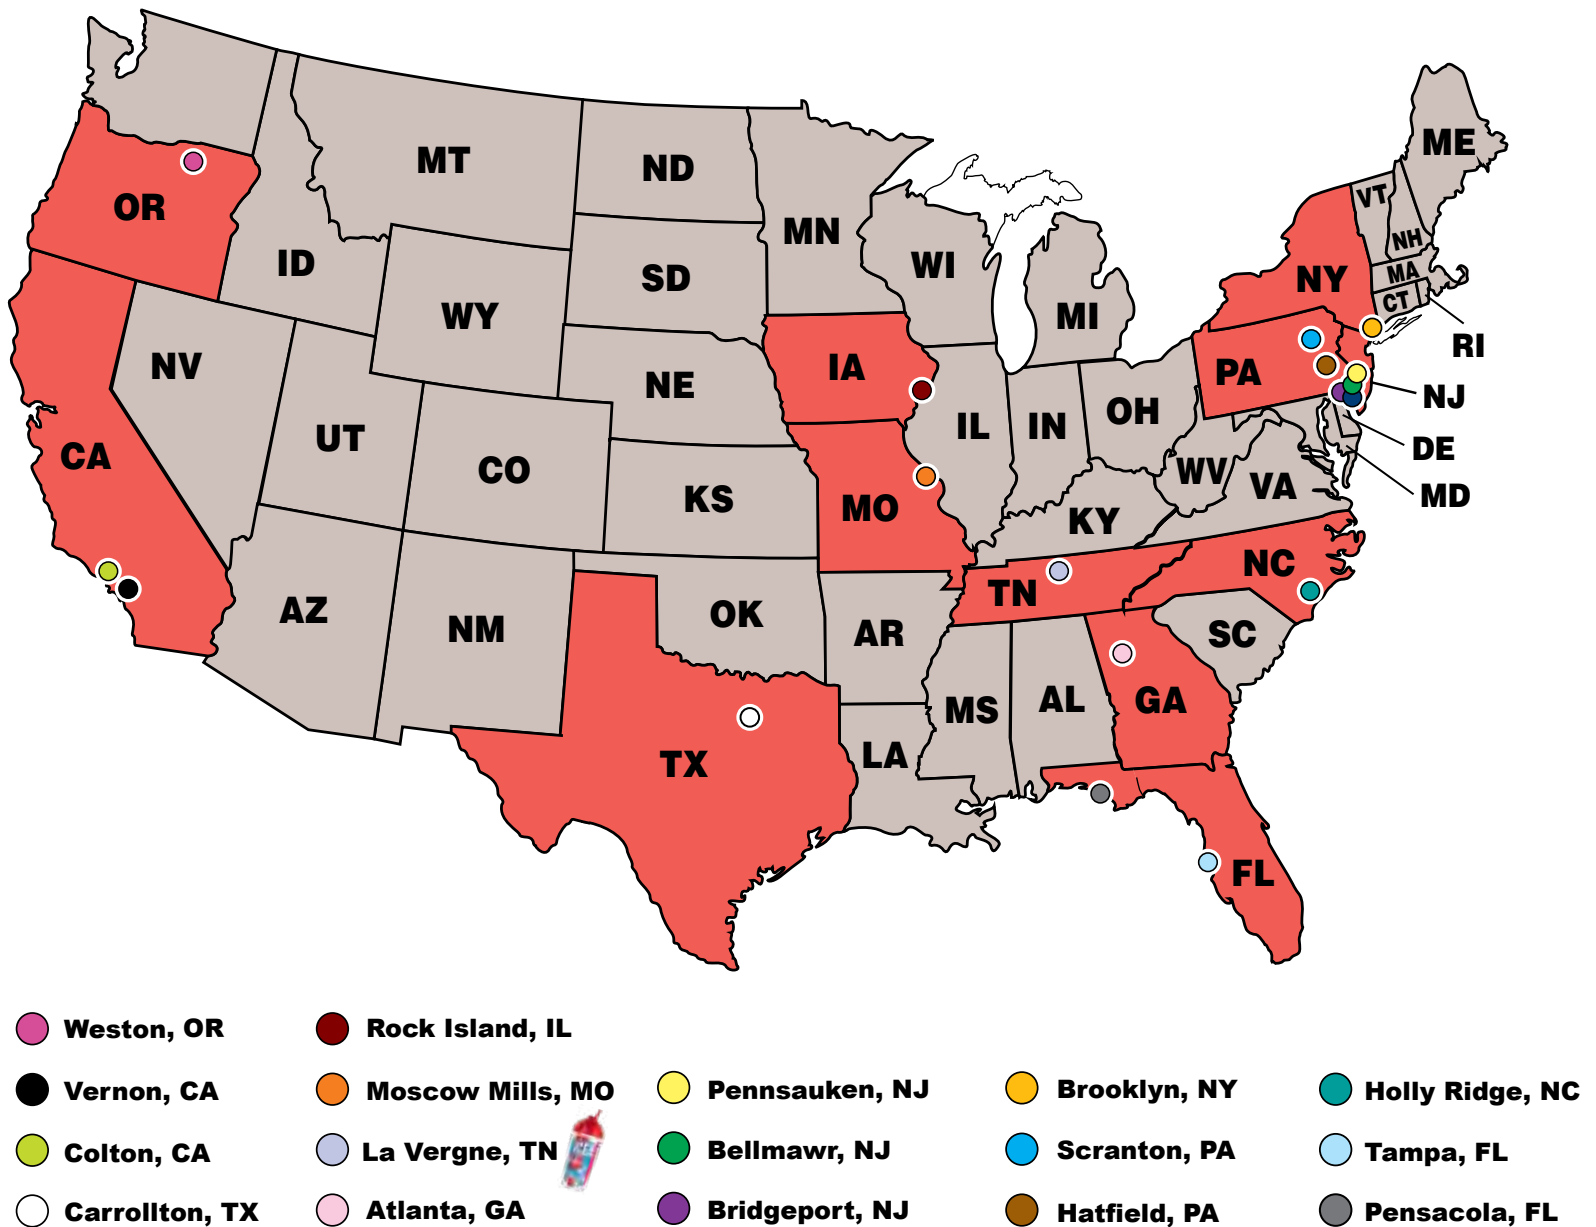 ME
VT
MT
ND
OR
MN
NH
ID
WI
MA
SD
NY
CT
WY
MI
RI
NV
IA
PA
NE
NJ
OH
IL
IN
UT
DE
CA
CO
WV
VA
MD
KS
MO
KY
NC
TN
AZ
OK
NM
AR
SC
AL
GA
MS
LA
TX
FL
Weston, OR
Vernon, CA
Colton, CA
Carrollton, TX
Rock Island, IL
Moscow Mills, MO
La Vergne, TN
Atlanta, GA
Pennsauken, NJ
Bellmawr, NJ
Bridgeport, NJ
Brooklyn, NY
Scranton, PA
Hatfield, PA
Holly Ridge, NC
Tampa, FL
Pensacola, FL